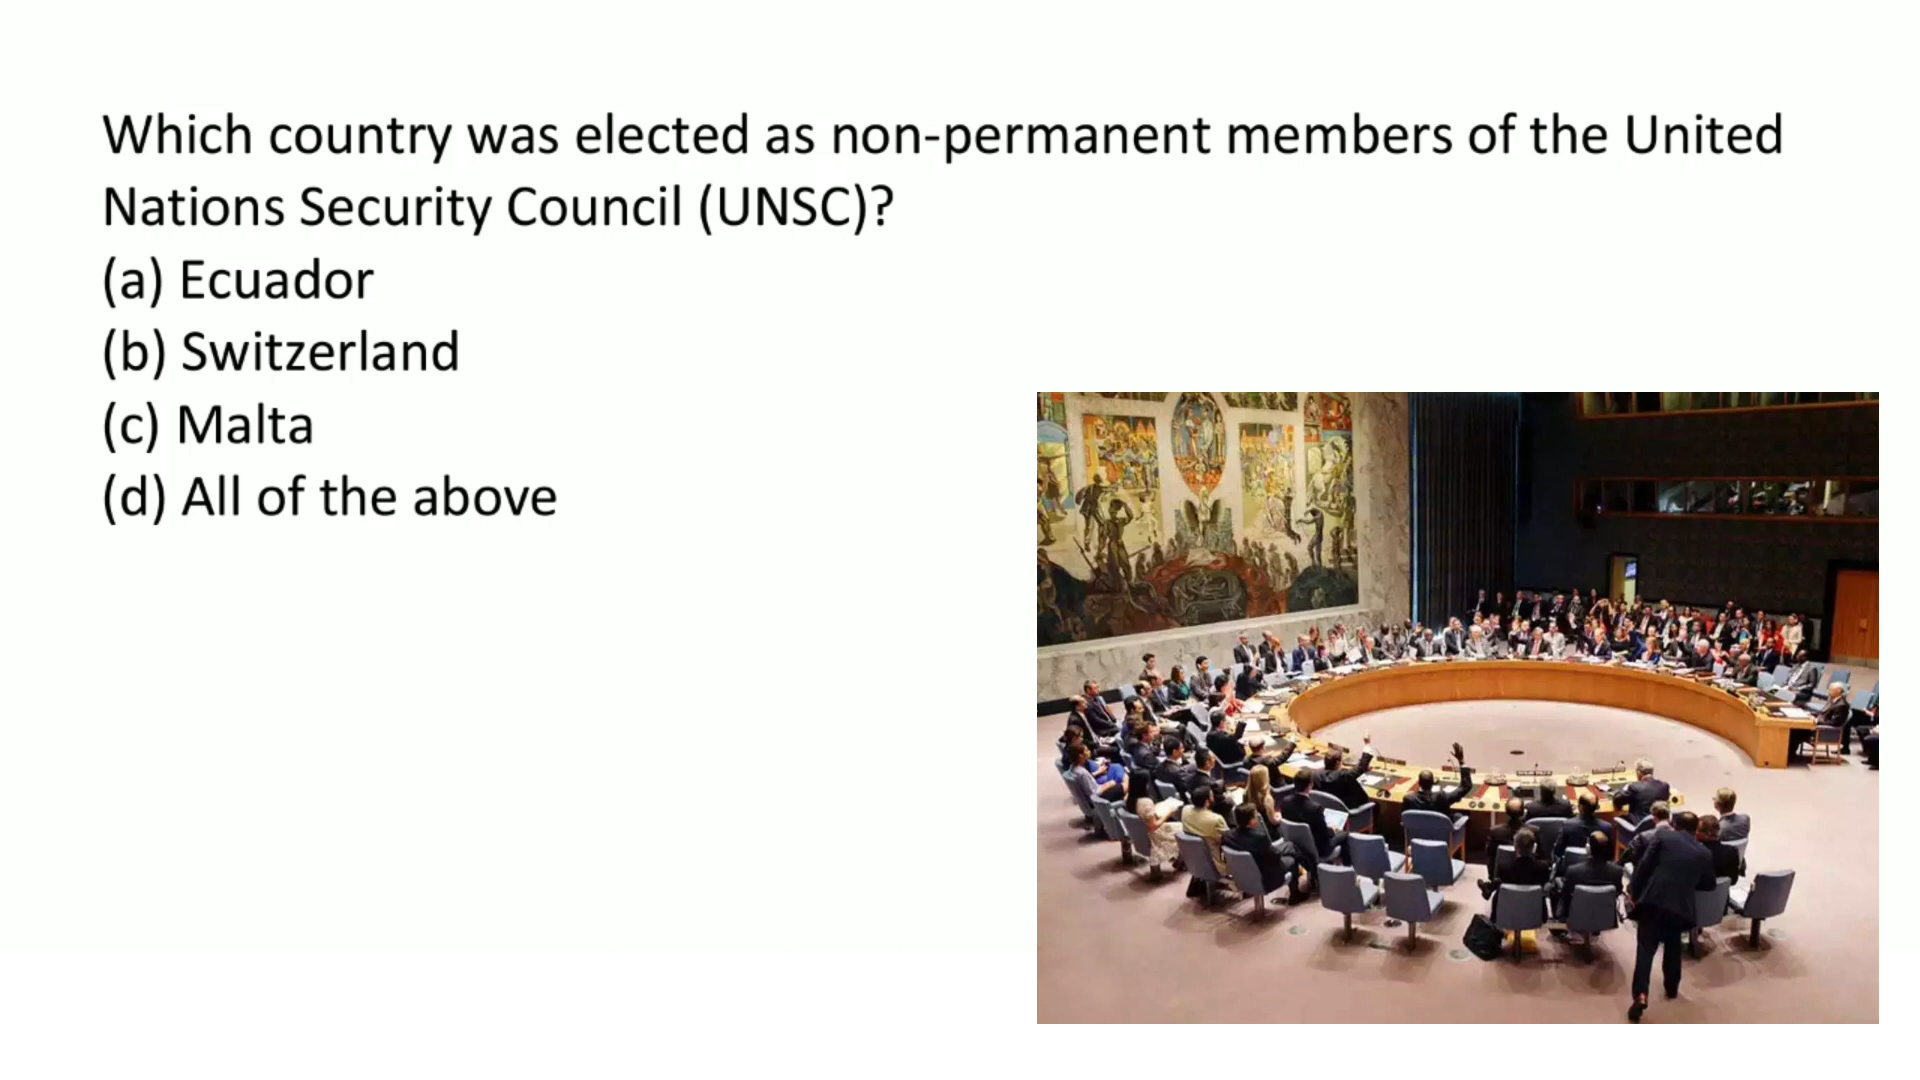 Which country was elected as non-permanent members of the United
Nations Security Council (UNSC)?
(a) Ecuador
(b) Switzerland
(c) Malta
(d) All of the above